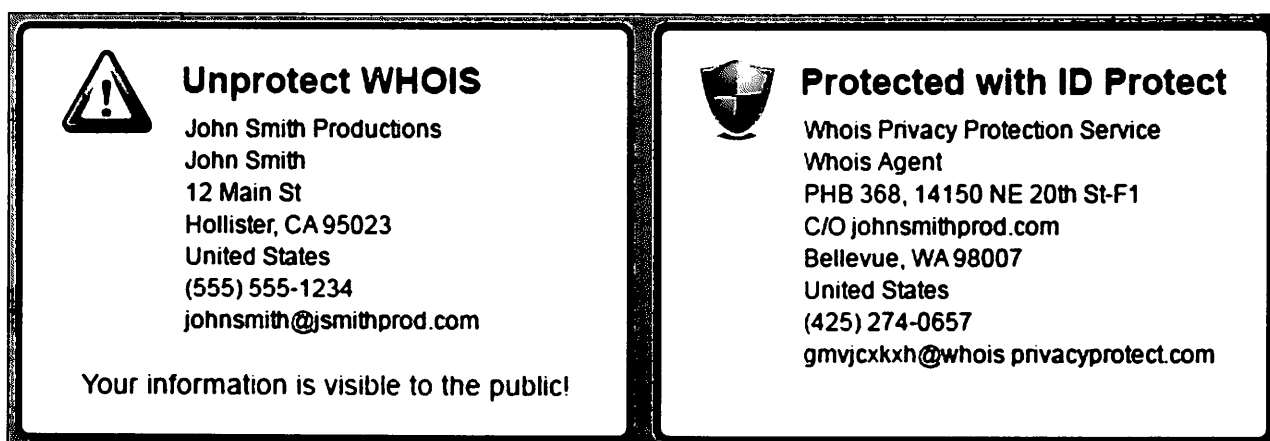 Unprotect WHOIS
John Smith Productions
John Smith
12 Main St
Hollister, CA 95023
United States
(555) 555-1234
johnsmith@jsmithprod.com
Your information is visible to the public!
Protected with ID Protect
Whois Privacy Protection Service
Whois Agent
PHB 368, 14150 NE 20th St-F1
C/O johnsmithprod.com
Bellevue, WA 98007
United States
(425) 274-0657
gmvjcxkxh@whois privacyprotect.com